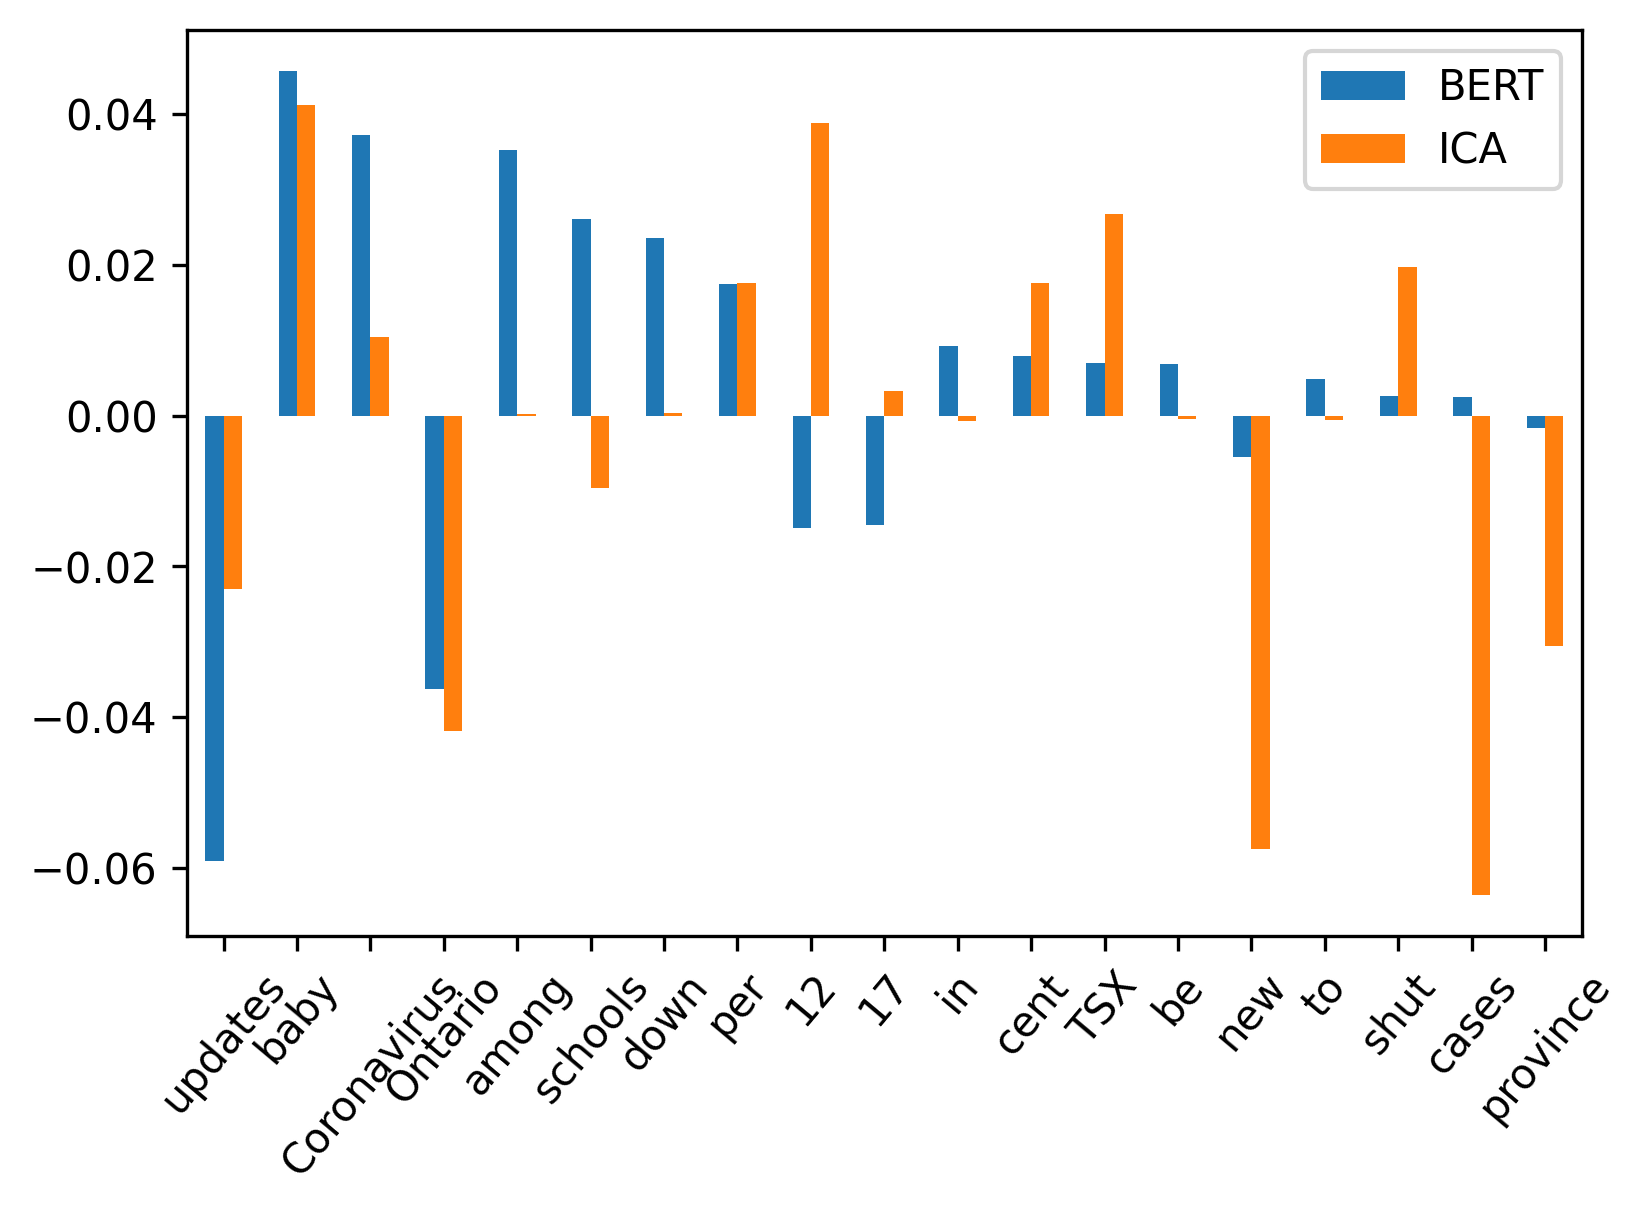 BERT
ICA
0.04
0.02
0.00
−0.02
−0.04
−0.06
updates
baby
Coronavirus
Ontario
among
schools
down
per
12
17
in
cent
TSX
be
new
to
shut
cases
province